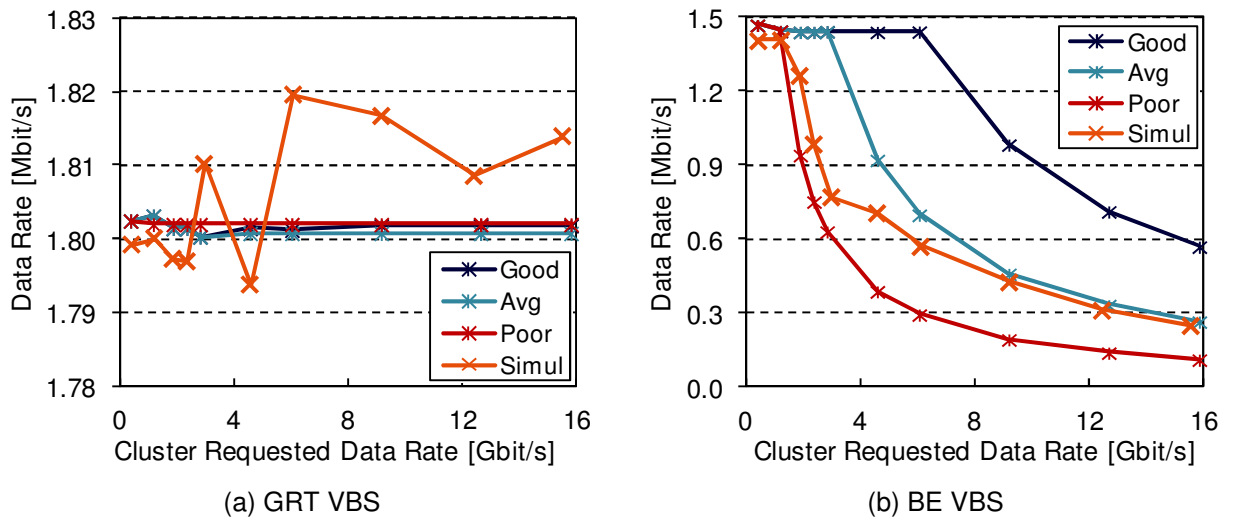 1.83
1.82
1.81
1.80
1.79
1.78
Data Rate [Mbit/s]
Good
Avg
Poor
Simul
0 4 8 12 16
Cluster Requested Data Rate [Gbit/s]
(a) GRT VBS
1.5
1.2
0.9
0.6
0.3
0.0
Data Rate [Mbit/s]
Good
Avg
Poor
Simul
0 4 8 12 16
Cluster Requested Data Rate [Gbit/s]
(b) BE VBS